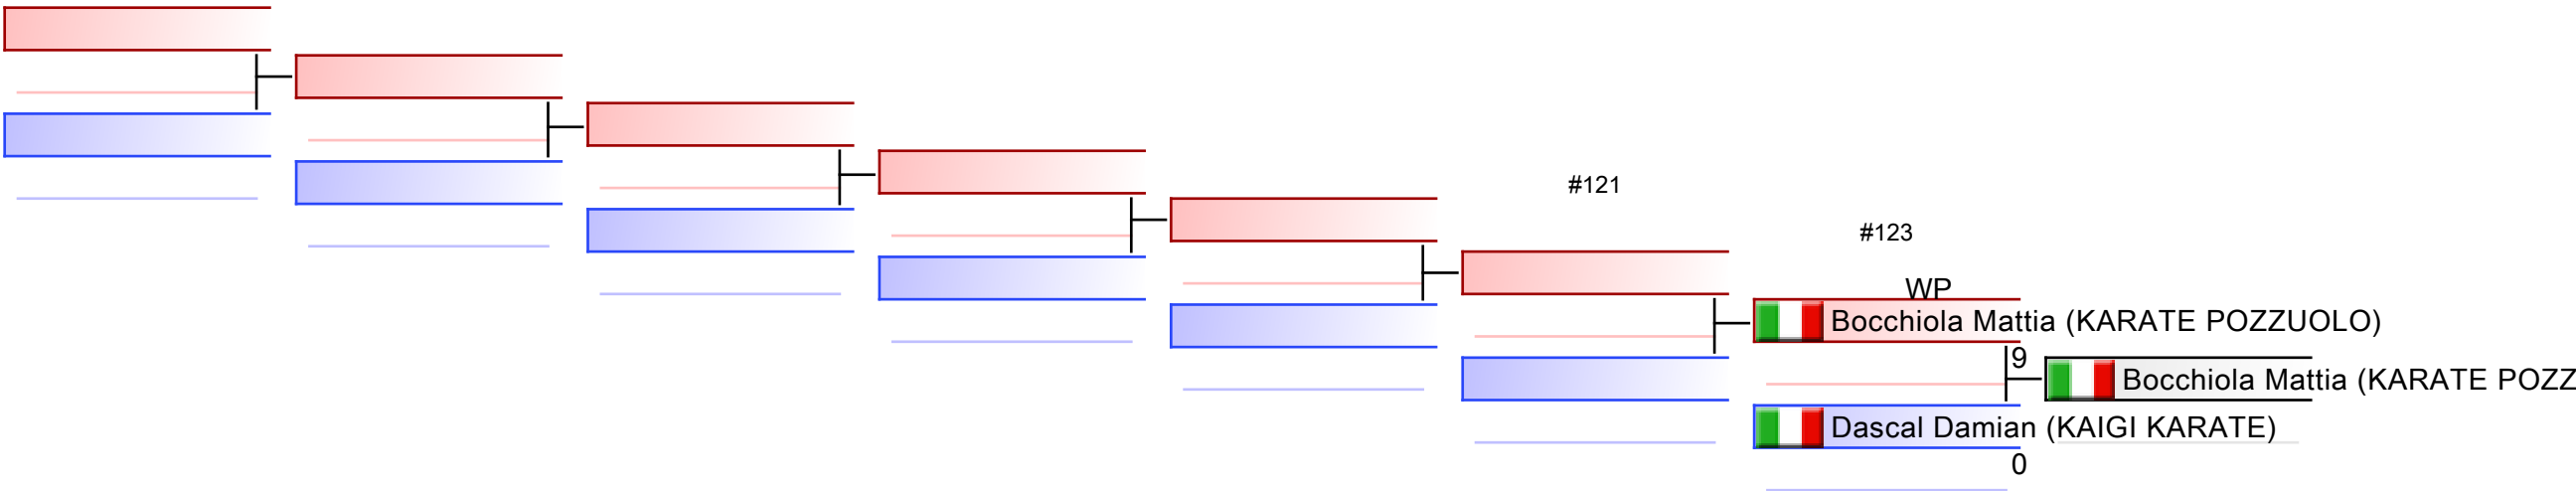 #121
#123
WP
Bocchiola Mattia (KARATE POZZUOLO)
9
Bocchiola Mattia (KARATE POZZ
Dascal Damian (KAIGI KARATE)
0